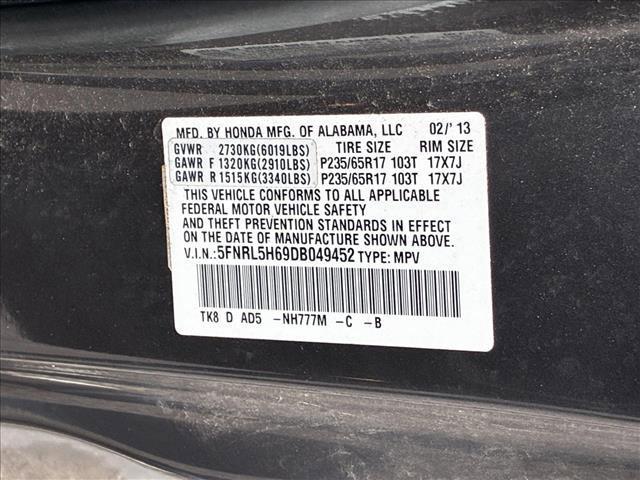 MFD. BY HONDA MFG. OF ALABAMA, LLC 02/'13
GVWR 2730KG(6019LBS) TIRE SIZE RIM SIZE
GAWR F 1320KG(2910LBS) P235/65R17 103T 17X7J
GAWR R 1515KG(3340LBS) P235/65R17 103T 17X7J
THIS VEHICLE CONFORMS TO ALL APPLICABLE
FEDERAL MOTOR VEHICLE SAFETY
AND THEFT PREVENTION STANDARDS IN EFFECT
ON THE DATE OF MANUFACTURE SHOWN ABOVE.
V.I.N.:5FNRL5H69DB049452 TYPE: MPV
TK8 D AD5 -NH777M -C -B